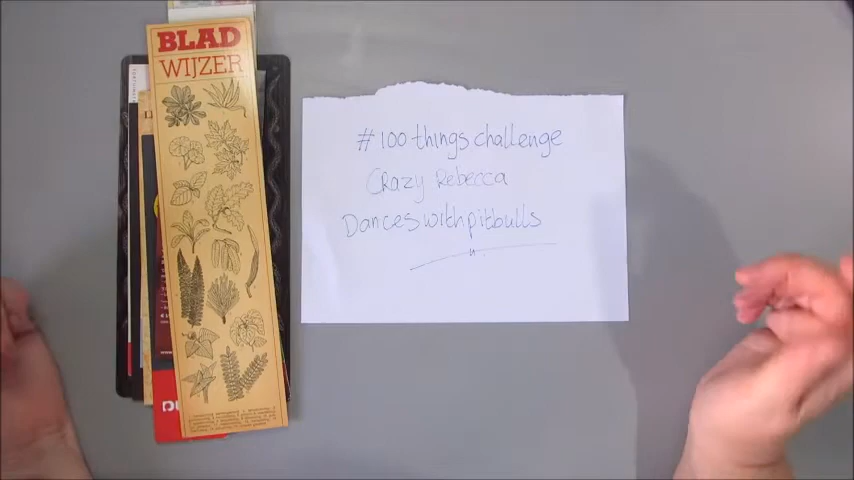 BLAD
WIJZER
#100 things challenge
Crazy Rebecca
Danceswithpitbulls